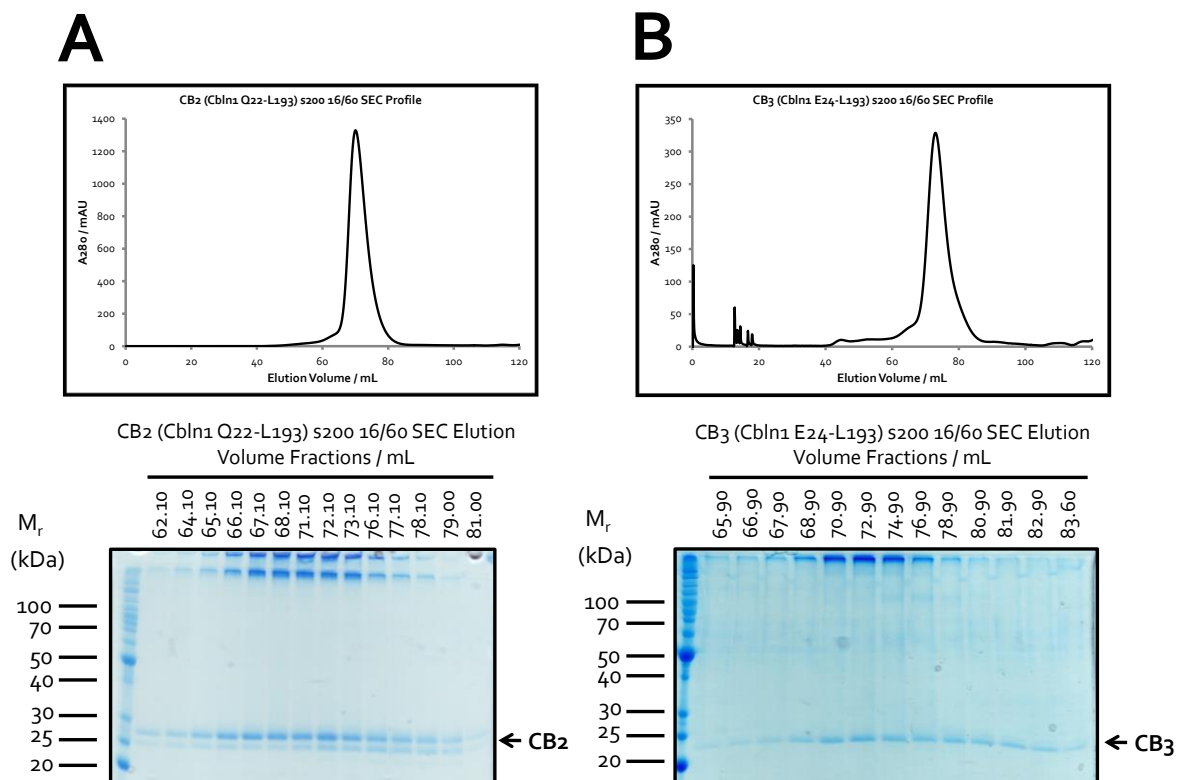 A
CB2 (Cbln1 Q22-L193) s200 16/60 SEC Profile
1400
1200
1000
800
600
400
200
0
A280 / mAU
0 20 40 60 80 100 120
Elution Volume / mL
CB2 (Cbln1 Q22-L193) s200 16/60 SEC Elution
Volume Fractions / mL
62.10 64.10 65.10 66.10 67.10 68.10 71.10 72.10 73.10 76.10 77.10 78.10 79.00 81.00
Mr
(kDa)
100
70
50
40
30
25
20
CB2
B
CB3 (Cbln1 E24-L193) s200 16/60 SEC Profile
350
300
250
200
150
100
50
0
A280 / mAU
0 20 40 60 80 100 120
Elution Volume / mL
CB3 (Cbln1 E24-L193) s200 16/60 SEC Elution
Volume Fractions / mL
65.90 66.90 67.90 68.90 70.90 72.90 74.90 76.90 78.90 80.90 81.90 82.90 83.60
Mr
(kDa)
100
70
50
40
30
25
20
CB3